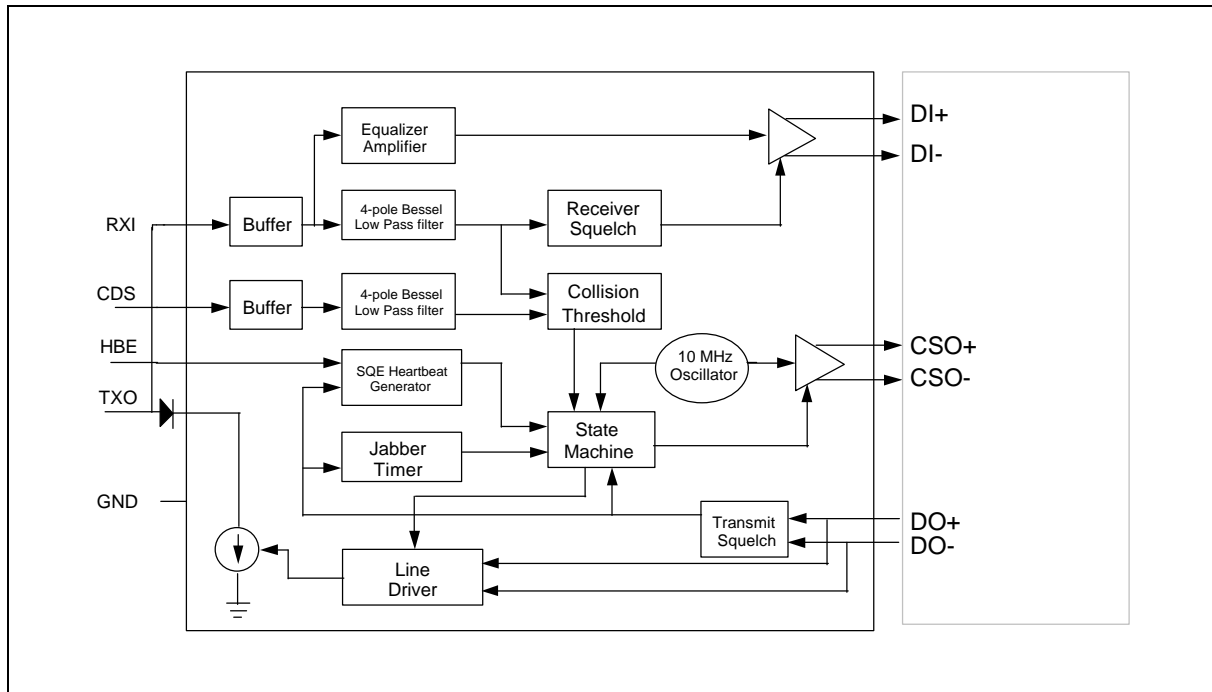 DI+
Equalizer
Amplifier
DI-
RXI
Buffer
4-pole Bessel
Low Pass filter
Receiver
Squelch
CDS
Buffer
4-pole Bessel
Low Pass filter
Collision
Threshold
HBE
SQE Heartbeat
Generator
10 MHz
Oscillator
CSO+
CSO-
TXO
State
Machine
Jabber
Timer
GND
Transmit
Squelch
DO+
DO-
Line
Driver